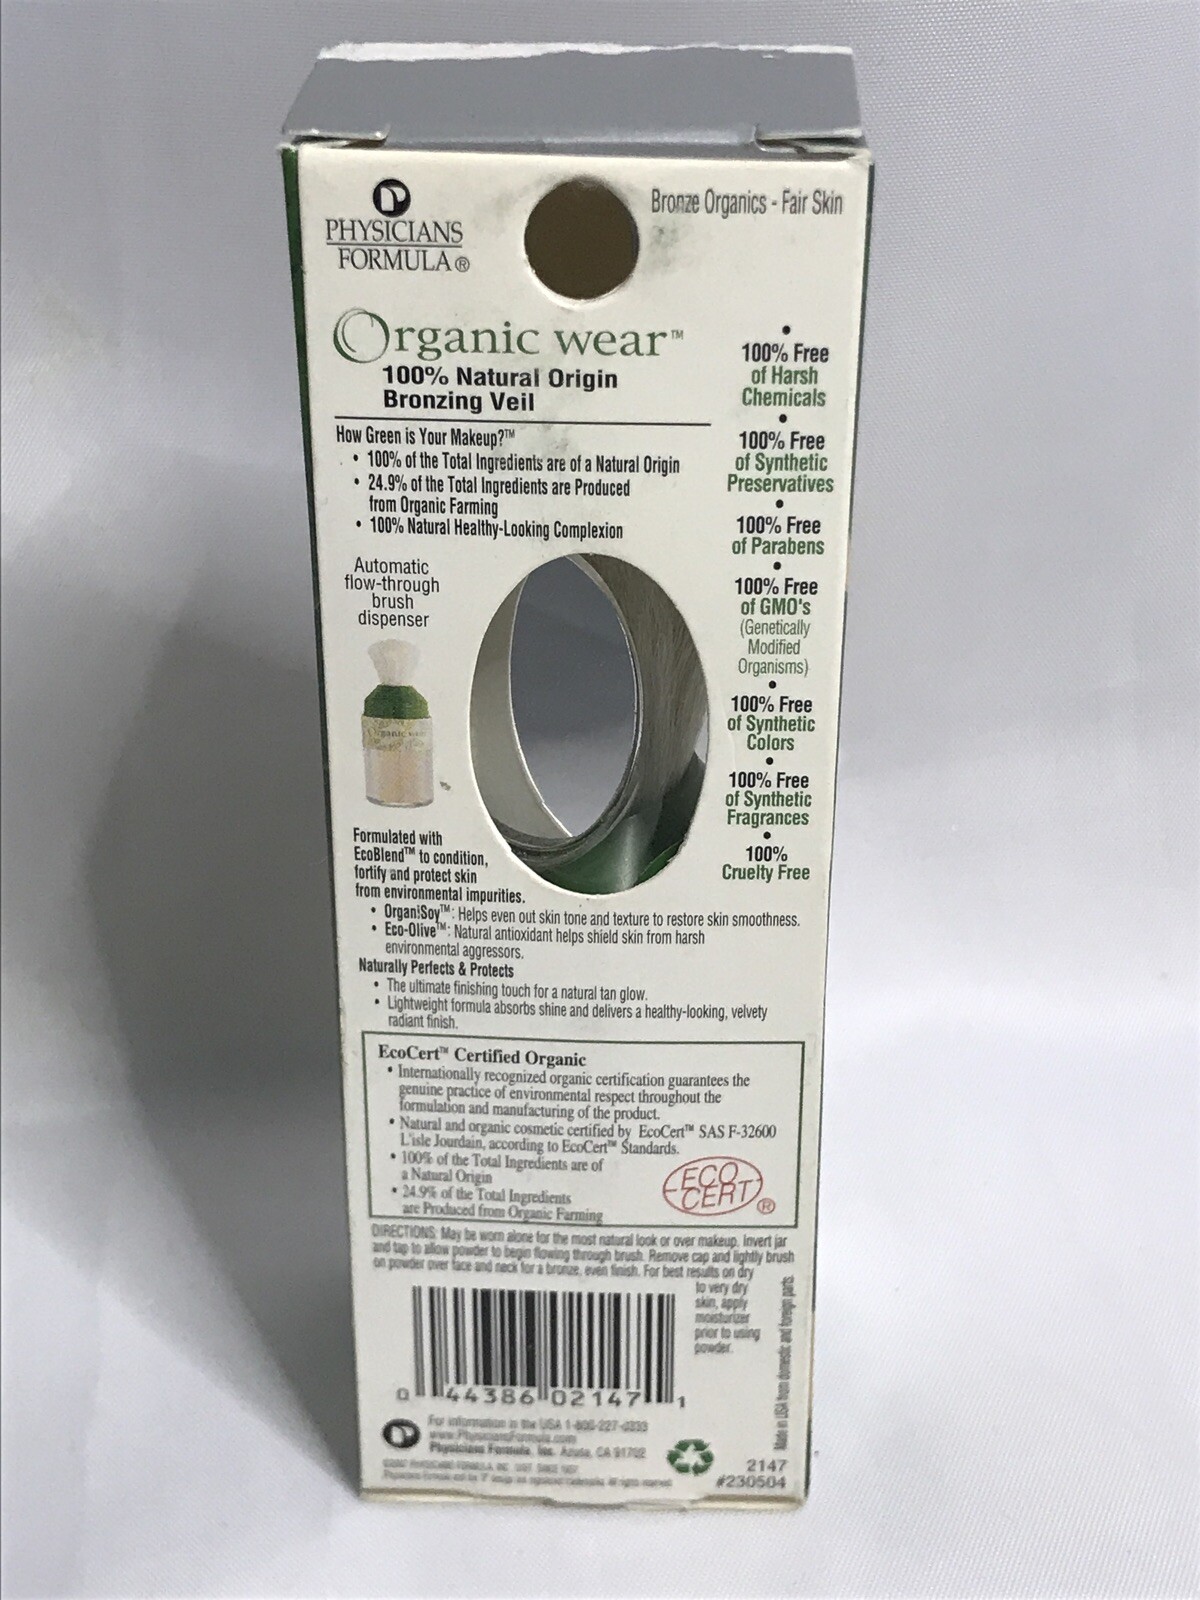 PHYSICIANS
FORMULA®
Bronze Organics - Fair Skin
Organic wear™
100% Natural Origin
Bronzing Veil
How Green is Your Makeup?™
• 100% of the Total Ingredients are of a Natural Origin
• 24.9% of the Total Ingredients are Produced
from Organic Farming
• 100% Natural Healthy-Looking Complexion
Automatic
flow-through
brush
dispenser
Organic wear
Formulated with
EcoBlend™ to condition,
fortify and protect skin
from environmental impurities.
• Organ!Soy™: Helps even out skin tone and texture to restore skin smoothness.
• Eco-Olive™: Natural antioxidant helps shield skin from harsh
environmental aggressors.
Naturally Perfects & Protects
• The ultimate finishing touch for a natural tan glow.
• Lightweight formula absorbs shine and delivers a healthy-looking, velvety
radiant finish.
•
100% Free
of Harsh
Chemicals
•
100% Free
of Synthetic
Preservatives
•
100% Free
of Parabens
•
100% Free
of GMO's
(Genetically
Modified
Organisms)
•
100% Free
of Synthetic
Colors
•
100% Free
of Synthetic
Fragrances
•
100%
Cruelty Free
EcoCert™ Certified Organic
• Internationally recognized organic certification guarantees the
genuine practice of environmental respect throughout the
formulation and manufacturing of the product.
• Natural and organic cosmetic certified by EcoCert™ SAS F-32600
L'isle Jourdain, according to EcoCert™ Standards.
• 100% of the Total Ingredients are of
a Natural Origin
• 24.9% of the Total Ingredients
are Produced from Organic Farming
ECO
CERT®
DIRECTIONS: May be worn alone for the most natural look or over makeup. Invert jar
and tap to allow powder to begin flowing through brush. Remove cap and lightly brush
on powder over face and neck for a bronze, even finish. For best results on dry
to very dry
skin, apply
moisturizer
prior to using
powder.
Made in USA from domestic and foreign parts.
0 44386 02147 1
For information in the USA 1-800-227-0333
www.PhysiciansFormula.com
Physicians Formula, Inc. Azusa, CA 91702
2147
#230504